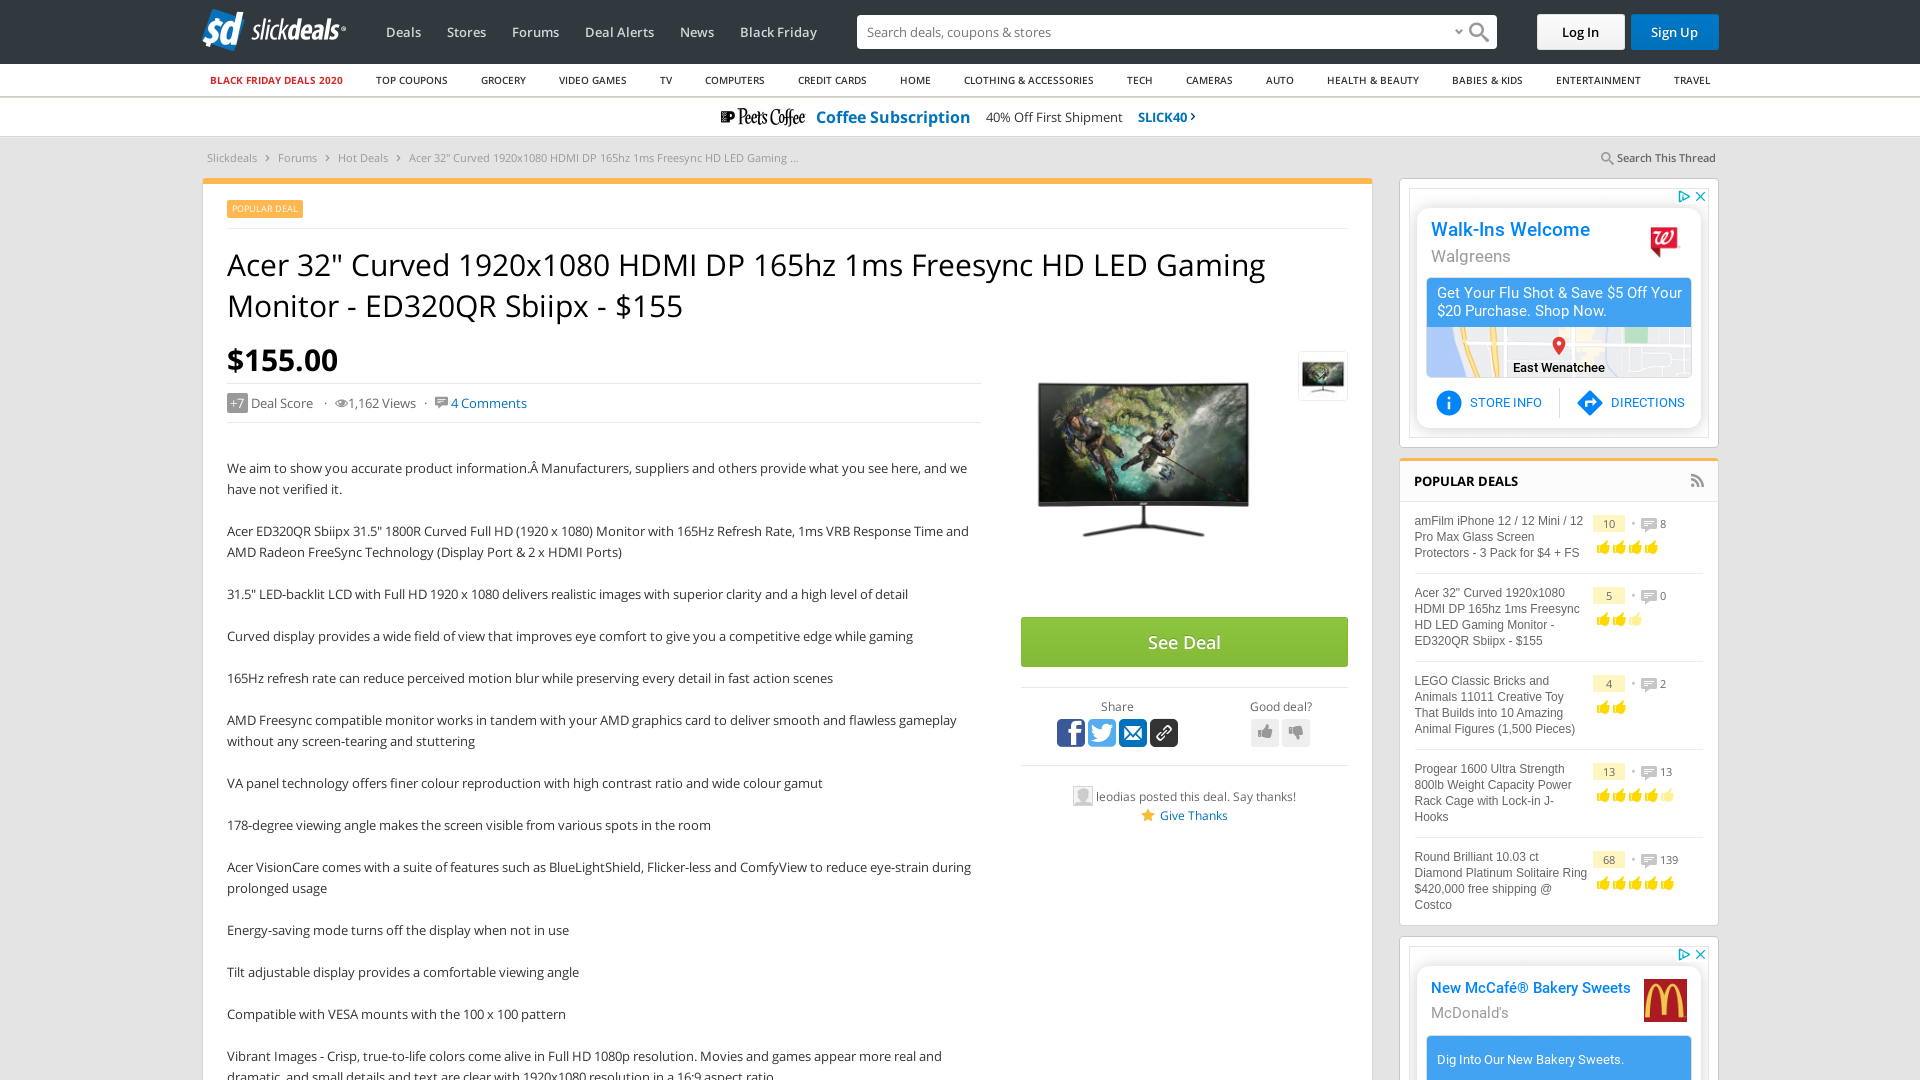 slickdeals
Deals
Stores
Forums
Deal Alerts
News
Black Friday
Search deals, coupons & stores
Log In
Sign Up
BLACK FRIDAY DEALS 2020
TOP COUPONS
GROCERY
VIDEO GAMES
TV
COMPUTERS
CREDIT CARDS
HOME
CLOTHING & ACCESSORIES
TECH
CAMERAS
AUTO
HEALTH & BEAUTY
BABIES & KIDS
ENTERTAINMENT
TRAVEL
Peet's Coffee Coffee Subscription 40% Off First Shipment SLICK40
Slickdeals > Forums > Hot Deals > Acer 32" Curved 1920x1080 HDMI DP 165hz 1ms Freesync HD LED Gaming ...
Search This Thread
POPULAR DEAL
Acer 32" Curved 1920x1080 HDMI DP 165hz 1ms Freesync HD LED Gaming
Monitor - ED320QR Sbiipx - $155
$155.00
+7 Deal Score · 1,162 Views · 4 Comments
We aim to show you accurate product information.Â Manufacturers, suppliers and others provide what you see here, and we
have not verified it.
Acer ED320QR Sbiipx 31.5" 1800R Curved Full HD (1920 x 1080) Monitor with 165Hz Refresh Rate, 1ms VRB Response Time and
AMD Radeon FreeSync Technology (Display Port & 2 x HDMI Ports)
31.5" LED-backlit LCD with Full HD 1920 x 1080 delivers realistic images with superior clarity and a high level of detail
Curved display provides a wide field of view that improves eye comfort to give you a competitive edge while gaming
165Hz refresh rate can reduce perceived motion blur while preserving every detail in fast action scenes
AMD Freesync compatible monitor works in tandem with your AMD graphics card to deliver smooth and flawless gameplay
without any screen-tearing and stuttering
VA panel technology offers finer colour reproduction with high contrast ratio and wide colour gamut
178-degree viewing angle makes the screen visible from various spots in the room
Acer VisionCare comes with a suite of features such as BlueLightShield, Flicker-less and ComfyView to reduce eye-strain during
prolonged usage
Energy-saving mode turns off the display when not in use
Tilt adjustable display provides a comfortable viewing angle
Compatible with VESA mounts with the 100 x 100 pattern
Vibrant Images - Crisp, true-to-life colors come alive in Full HD 1080p resolution. Movies and games appear more real and
dramatic, and small details and text are clear with 1920x1080 resolution in a 16:9 aspect ratio.
See Deal
Share
Good deal?
leodias posted this deal. Say thanks!
Give Thanks
Walk-Ins Welcome
Walgreens
Get Your Flu Shot & Save $5 Off Your
$20 Purchase. Shop Now.
East Wenatchee
STORE INFO
DIRECTIONS
POPULAR DEALS
amFilm iPhone 12 / 12 Mini / 12
Pro Max Glass Screen
Protectors - 3 Pack for $4 + FS
10 • 8
Acer 32" Curved 1920x1080
HDMI DP 165hz 1ms Freesync
HD LED Gaming Monitor -
ED320QR Sbiipx - $155
5 • 0
LEGO Classic Bricks and
Animals 11011 Creative Toy
That Builds into 10 Amazing
Animal Figures (1,500 Pieces)
4 • 2
Progear 1600 Ultra Strength
800lb Weight Capacity Power
Rack Cage with Lock-in J-
Hooks
13 • 13
Round Brilliant 10.03 ct
Diamond Platinum Solitaire Ring
$420,000 free shipping @
Costco
68 • 139
New McCafé® Bakery Sweets
McDonald's
Dig Into Our New Bakery Sweets.